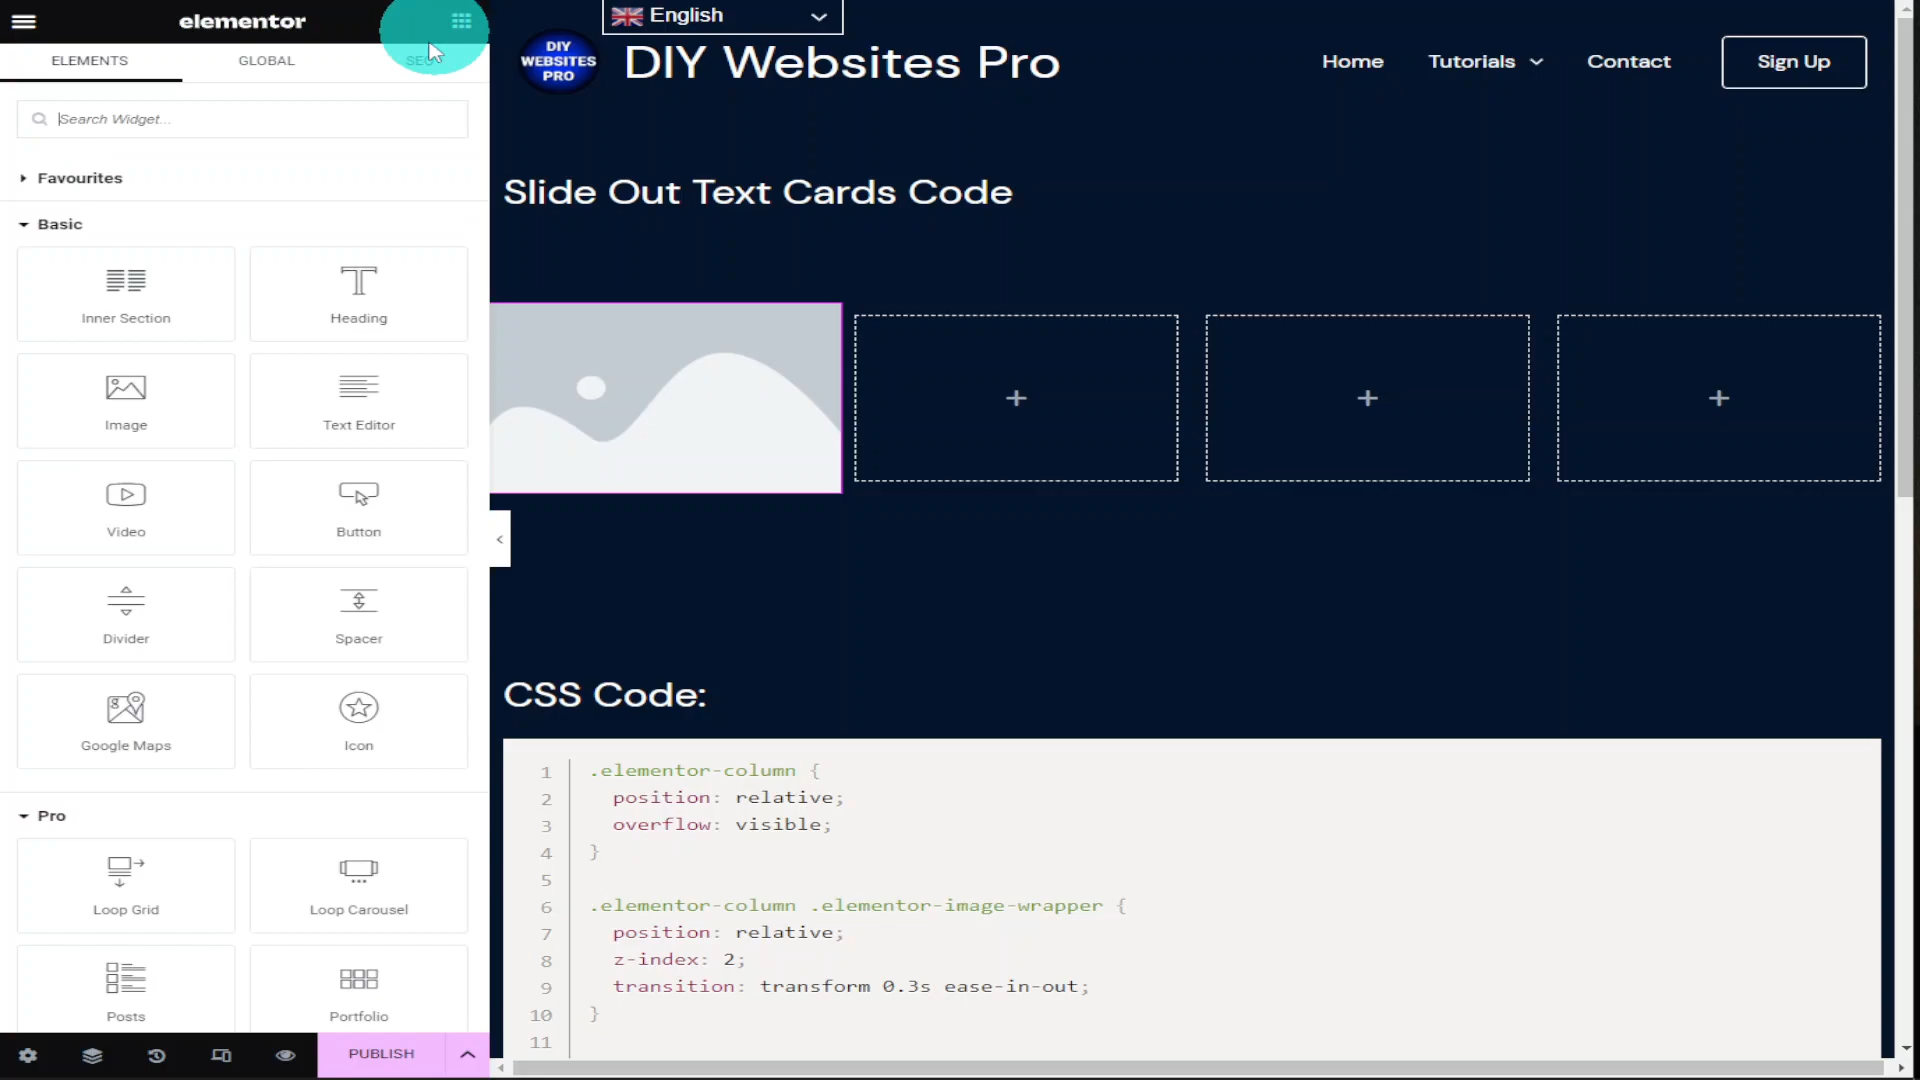 elementor
ELEMENTS
GLOBAL
SEO
Search Widget...
Favourites
Basic
Inner Section
Heading
Image
Text Editor
Video
Button
Divider
Spacer
Google Maps
Icon
Pro
Loop Grid
Loop Carousel
Posts
Portfolio
PUBLISH
English
DIY
WEBSITES
PRO
DIY Websites Pro
Home
Tutorials
Contact
Sign Up
Slide Out Text Cards Code
CSS Code:
1 .elementor-column {
2 position: relative;
3 overflow: visible;
4 }
5
6 .elementor-column .elementor-image-wrapper {
7 position: relative;
8 z-index: 2;
9 transition: transform 0.3s ease-in-out;
10 }
11